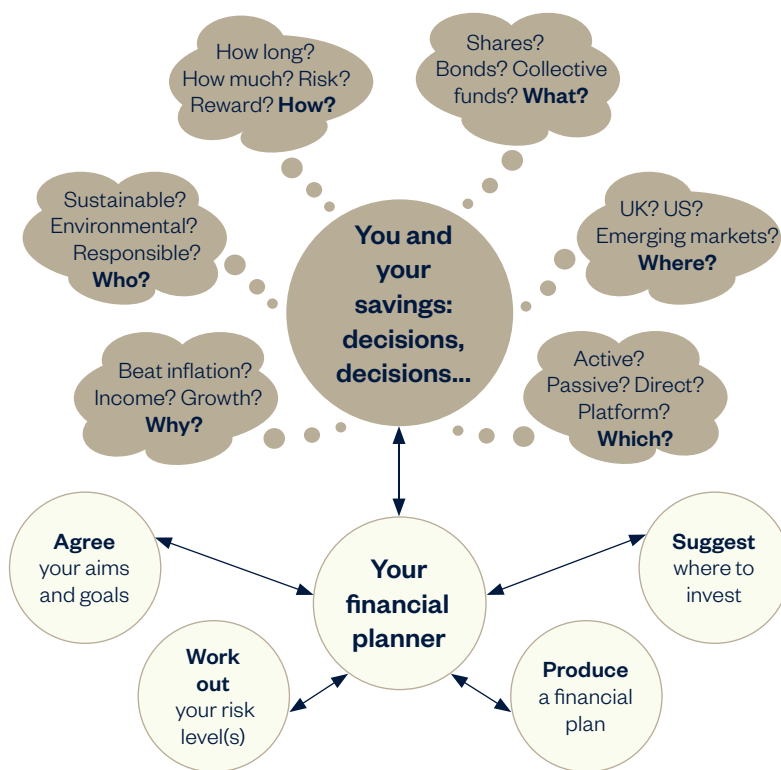 How long?
How much? Risk?
Reward? How?
Shares?
Bonds? Collective
funds? What?
Sustainable?
Environmental?
Responsible?
Who?
You and
your
savings:
decisions,
decisions...
UK? US?
Emerging markets?
Where?
Beat inflation?
Income? Growth?
Why?
Active?
Passive? Direct?
Platform?
Which?
Agree
your aims
and goals
Your
financial
planner
Suggest
where to
invest
Work
out
your risk
level(s)
Produce
a financial
plan